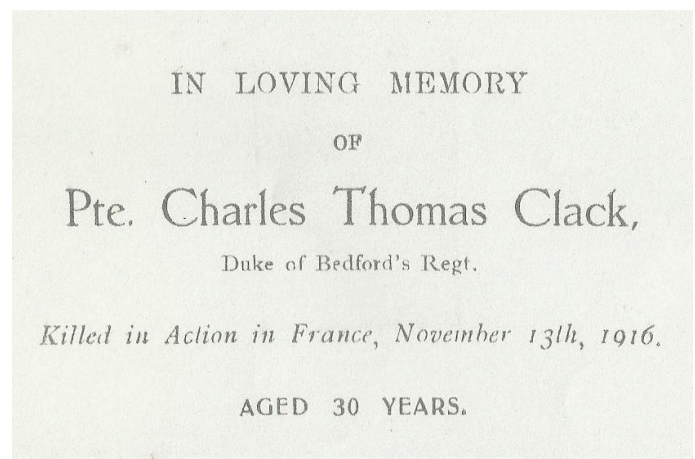 IN LOVING MEMORY
OF
Pte. Charles Thomas Clack,
Duke of Bedford's Regt.
Killed in Action in France, November 13th, 1916.
AGED 30 YEARS.